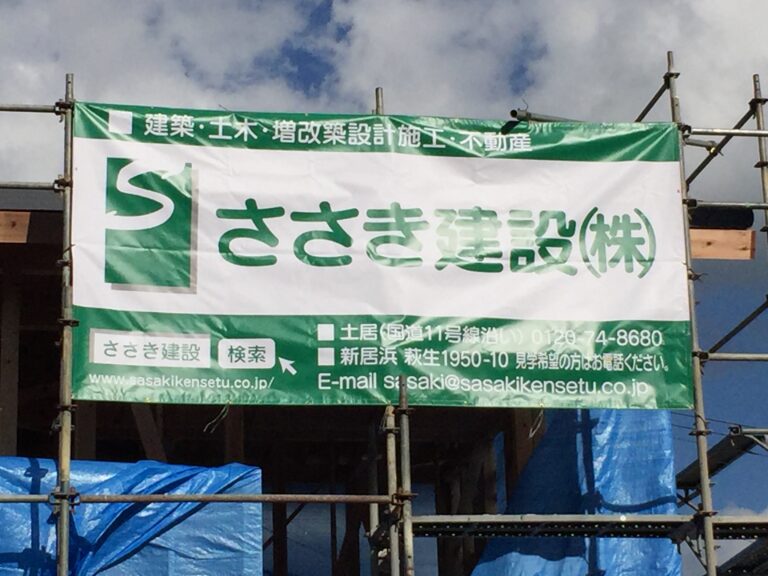 ■建築・土木・増改築設計施工・不動産
S
ささき建設(株)
■土居(国道11号線沿い) 0120-74-8680
ささき建設 検索
■新居浜 萩生1950-10 見学希望の方はお電話ください。
www.sasakikensetu.co.jp/
E-mail sasaki@sasakikensetu.co.jp